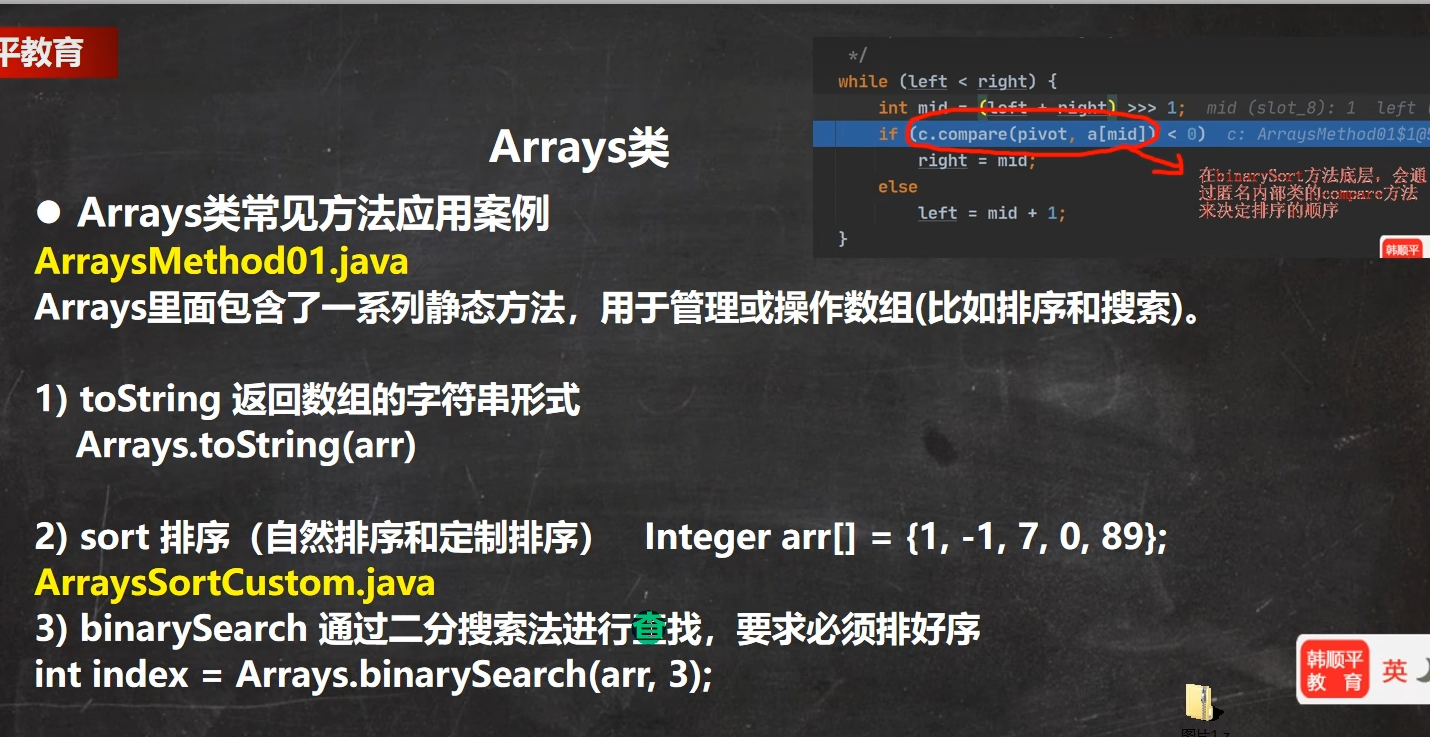 平教育
*/
while (left < right) {
int mid = (left + right) >>> 1; mid (slot_8): 1 left
if (c.compare(pivot, a[mid]) < 0) c: ArraysMethod01$1@
right = mid;
else
left = mid + 1;
}
在binarySort方法底层，会通
过匿名内部类的compare方法
来决定排序的顺序
韩顺平
Arrays类
● Arrays类常见方法应用案例
ArraysMethod01.java
Arrays里面包含了一系列静态方法，用于管理或操作数组(比如排序和搜索)。
1) toString 返回数组的字符串形式
Arrays.toString(arr)
2) sort 排序（自然排序和定制排序） Integer arr[] = {1, -1, 7, 0, 89};
ArraysSortCustom.java
3) binarySearch 通过二分搜索法进行查找，要求必须排好序
int index = Arrays.binarySearch(arr, 3);
韩顺平
教 育
英